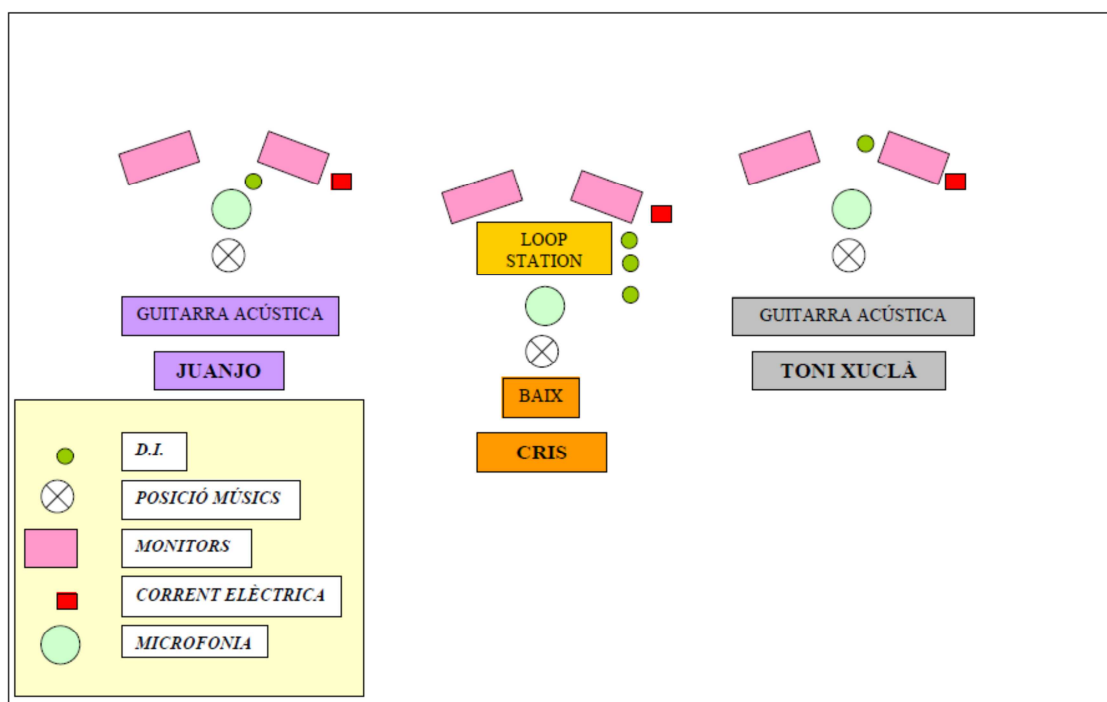 LOOP
STATION
GUITARRA ACÚSTICA
JUANJO
BAIX
CRIS
GUITARRA ACÚSTICA
TONI XUCLÀ
D.I.
POSICIÓ MÚSICS
MONITORS
CORRENT ELÈCTRICA
MICROFONIA